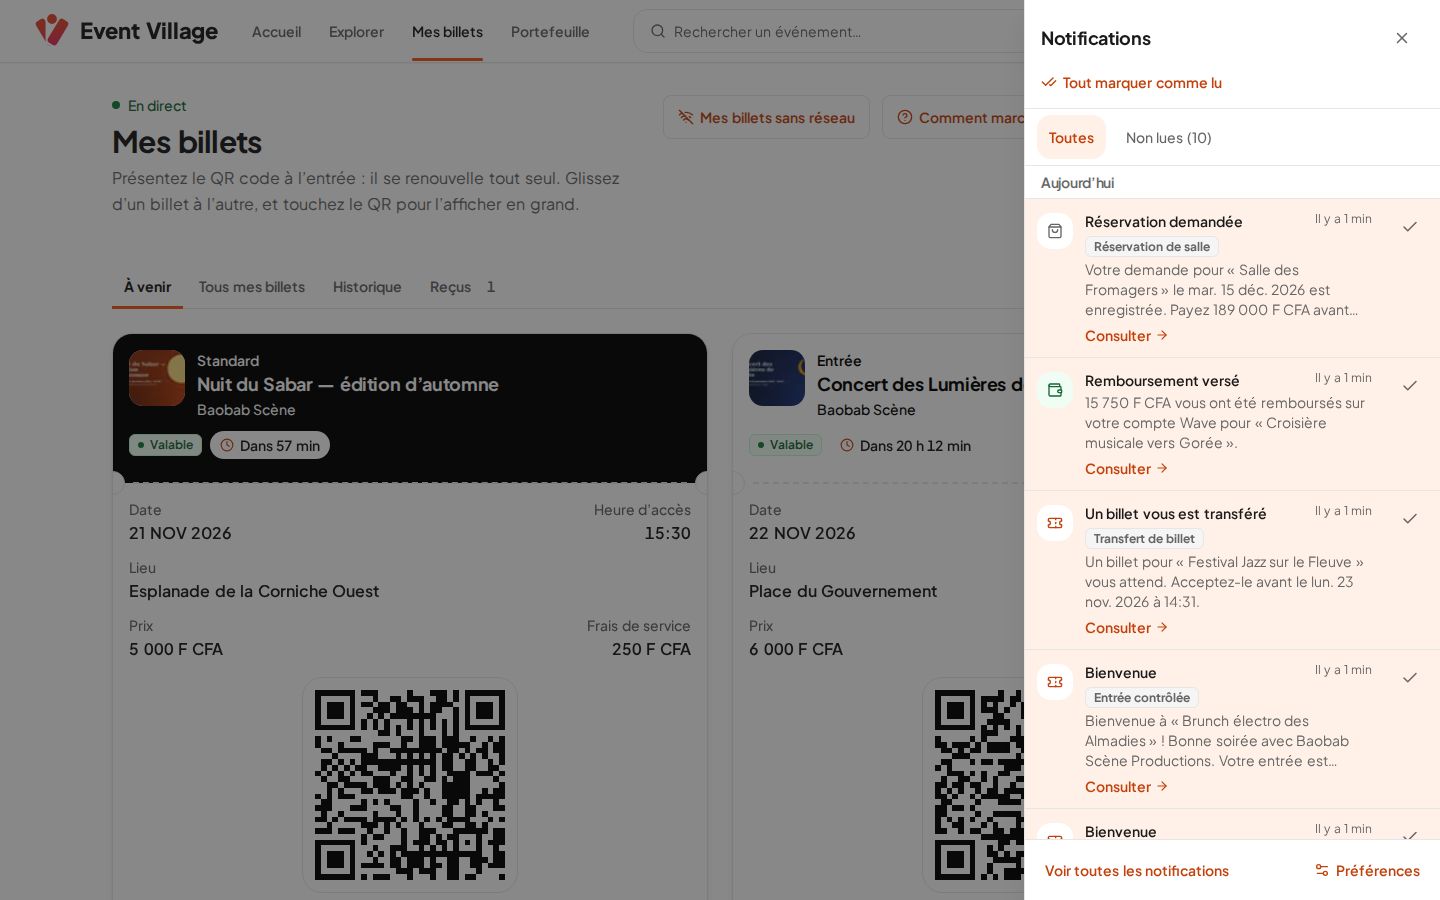 Event Village
Accueil
Explorer
Mes billets
Portefeuille
Rechercher un événement...
En direct
Mes billets
Présentez le QR code à l'entrée : il se renouvelle tout seul. Glissez
d'un billet à l'autre, et touchez le QR pour l'afficher en grand.
Mes billets sans réseau
Comment marc
À venir
Tous mes billets
Historique
Reçus 1
Standard
Nuit du Sabar — édition d'automne
Baobab Scène
Valable
Dans 57 min
Date
Heure d'accès
21 NOV 2026
15:30
Lieu
Esplanade de la Corniche Ouest
Prix
Frais de service
5 000 F CFA
250 F CFA
Entrée
Concert des Lumières d
Baobab Scène
Valable
Dans 20 h 12 min
Date
22 NOV 2026
Lieu
Place du Gouvernement
Prix
6 000 F CFA
Notifications
Tout marquer comme lu
Toutes
Non lues (10)
Aujourd'hui
Réservation demandée
Il y a 1 min
Réservation de salle
Votre demande pour « Salle des
Fromagers » le mar. 15 déc. 2026 est
enregistrée. Payez 189 000 F CFA avant...
Consulter →
Remboursement versé
Il y a 1 min
15 750 F CFA vous ont été remboursés sur
votre compte Wave pour « Croisière
musicale vers Gorée ».
Consulter →
Un billet vous est transféré
Il y a 1 min
Transfert de billet
Un billet pour « Festival Jazz sur le Fleuve »
vous attend. Acceptez-le avant le lun. 23
nov. 2026 à 14:31.
Consulter →
Bienvenue
Il y a 1 min
Entrée contrôlée
Bienvenue à « Brunch électro des
Almadies » ! Bonne soirée avec Baobab
Scène Productions. Votre entrée est...
Consulter →
Bienvenue
Il y a 1 min
Voir toutes les notifications
Préférences